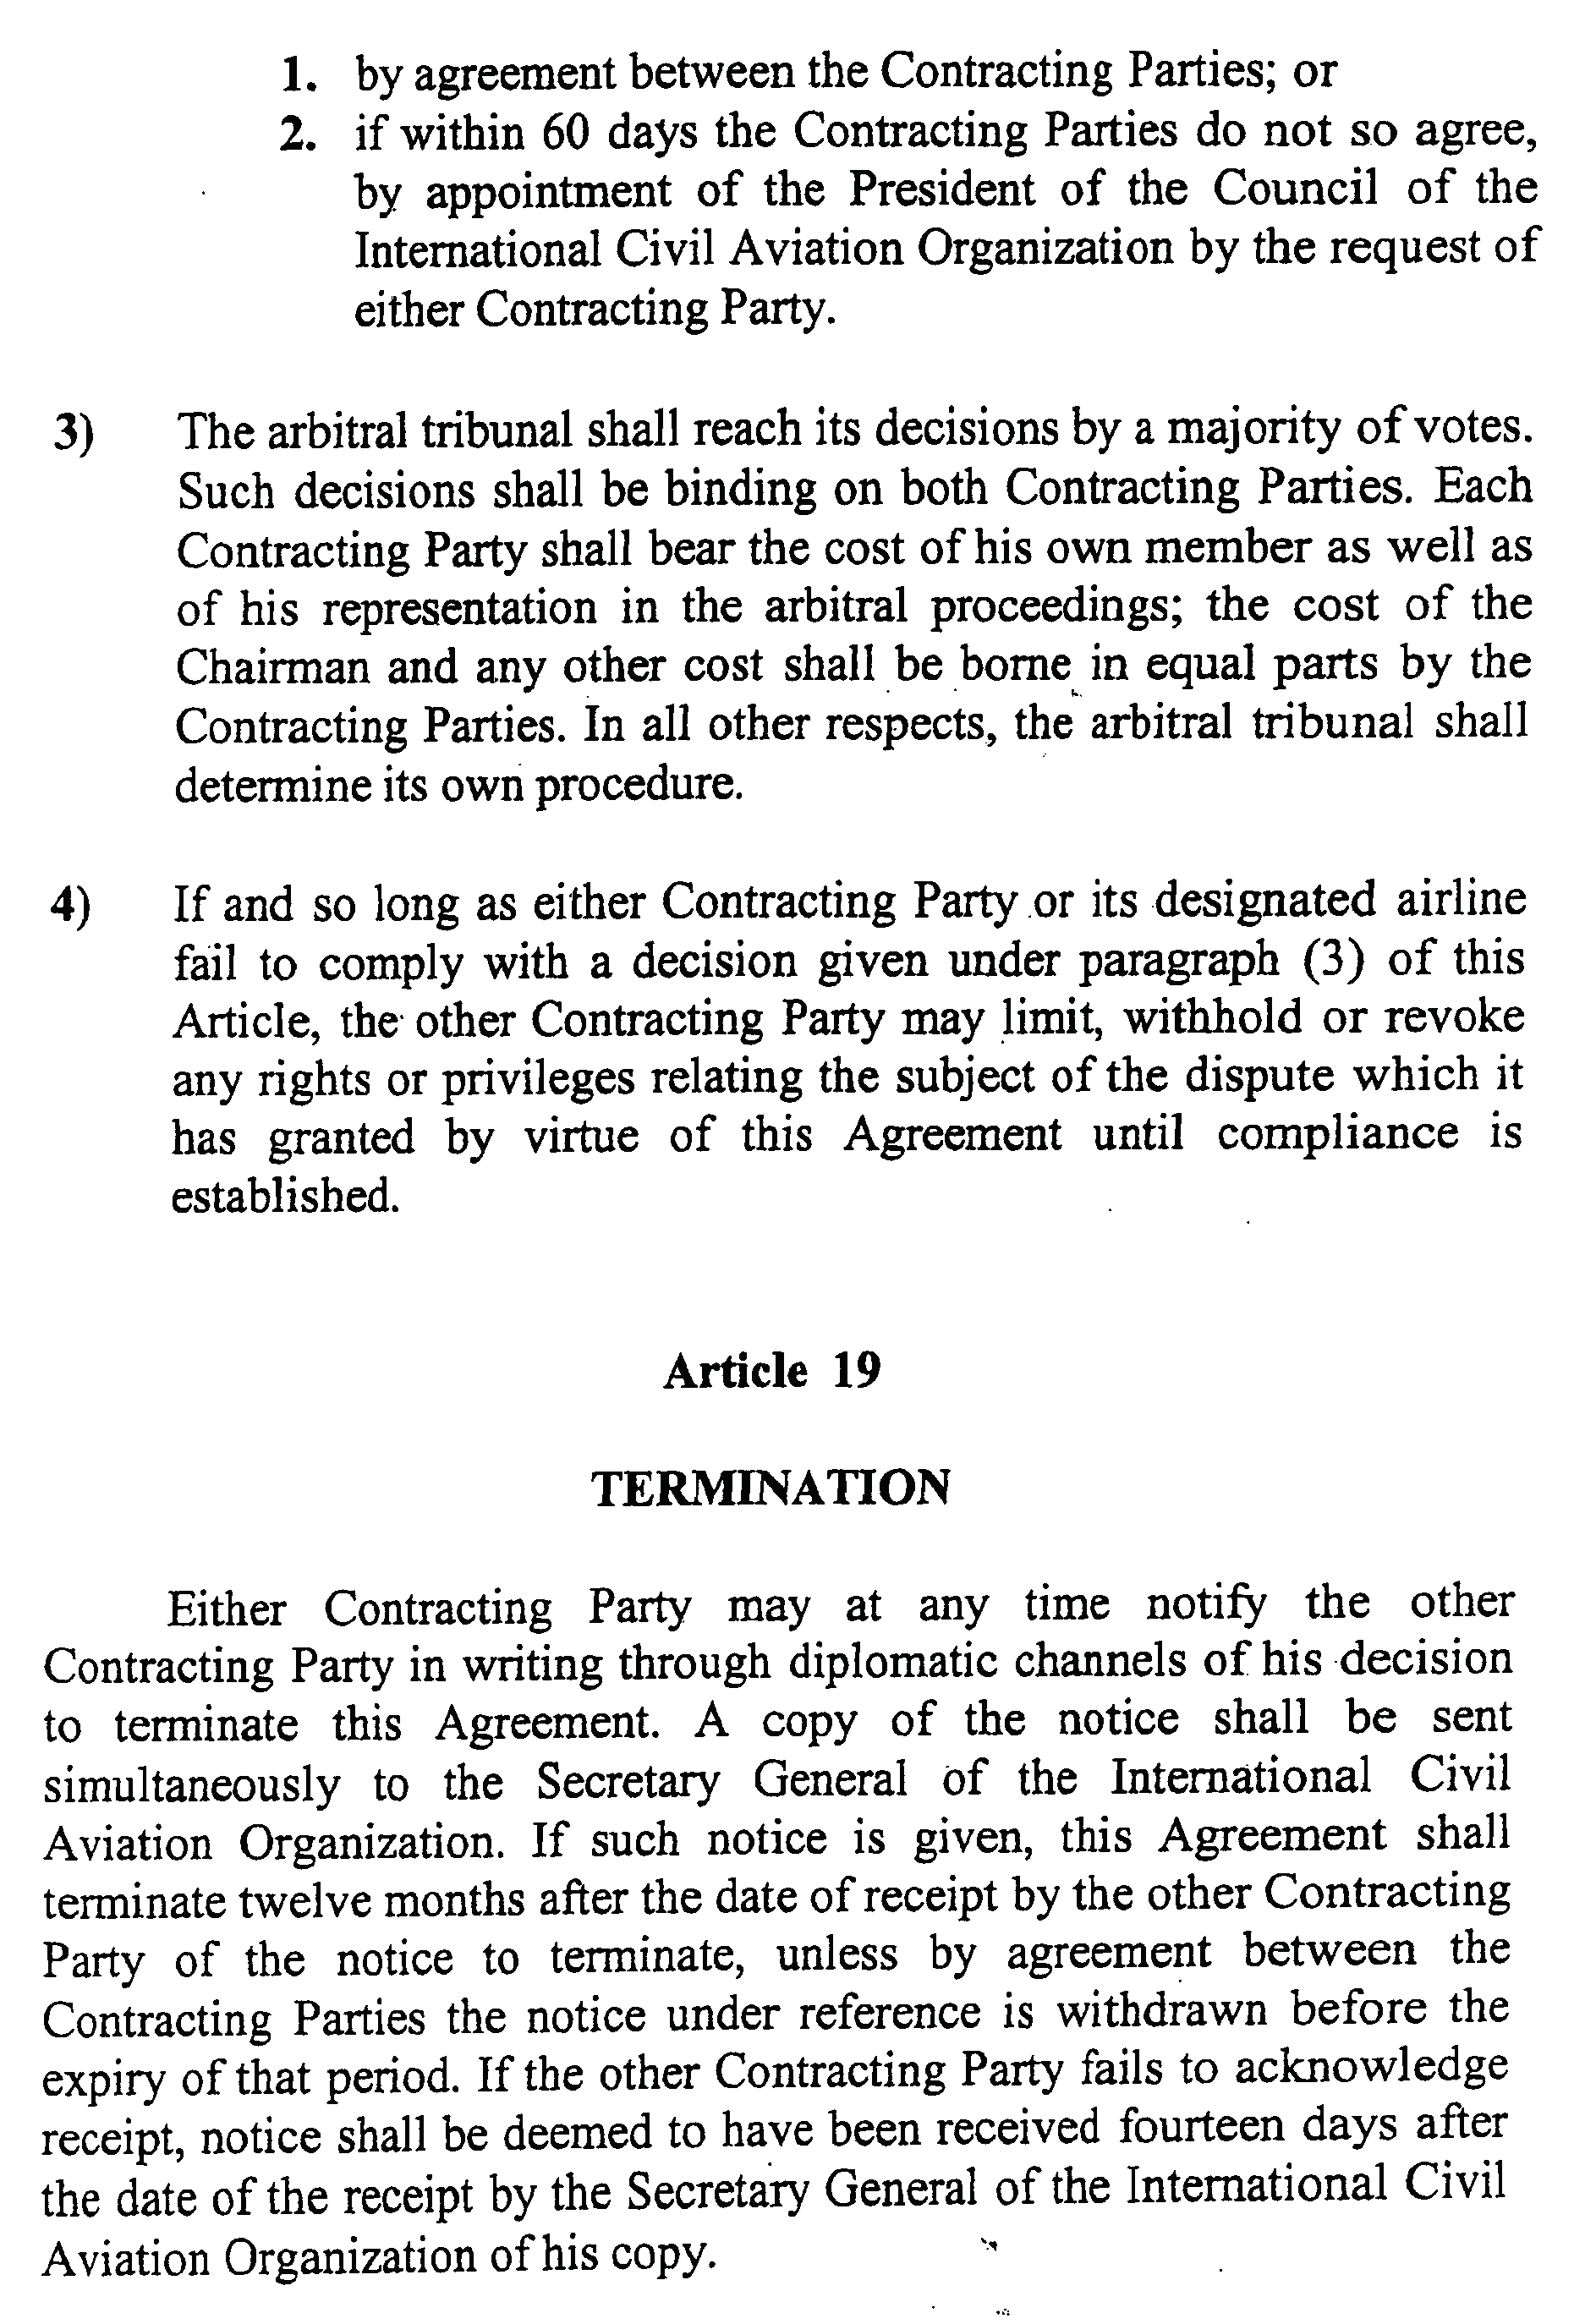 1. by agreement between the Contracting Parties; or
2. if within 60 days the Contracting Parties do not so agree,
by appointment of the President of the Council of the
International Civil Aviation Organization by the request of
either Contracting Party.
3) The arbitral tribunal shall reach its decisions by a majority of votes.
Such decisions shall be binding on both Contracting Parties. Each
Contracting Party shall bear the cost of his own member as well as
of his representation in the arbitral proceedings; the cost of the
Chairman and any other cost shall be borne in equal parts by the
Contracting Parties. In all other respects, the arbitral tribunal shall
determine its own procedure.
4) If and so long as either Contracting Party or its designated airline
fail to comply with a decision given under paragraph (3) of this
Article, the other Contracting Party may limit, withhold or revoke
any rights or privileges relating the subject of the dispute which it
has granted by virtue of this Agreement until compliance is
established.
Article 19
TERMINATION
Either Contracting Party may at any time notify the other
Contracting Party in writing through diplomatic channels of his decision
to terminate this Agreement. A copy of the notice shall be sent
simultaneously to the Secretary General of the International Civil
Aviation Organization. If such notice is given, this Agreement shall
terminate twelve months after the date of receipt by the other Contracting
Party of the notice to terminate, unless by agreement between the
Contracting Parties the notice under reference is withdrawn before the
expiry of that period. If the other Contracting Party fails to acknowledge
receipt, notice shall be deemed to have been received fourteen days after
the date of the receipt by the Secretary General of the International Civil
Aviation Organization of his copy.